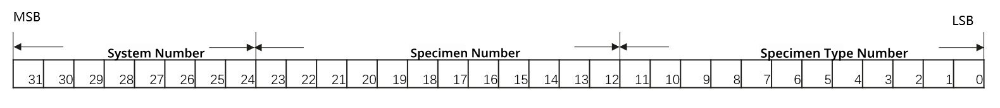 MSB
LSB
System Number Specimen Number Specimen Type Number
31 30 29 28 27 26 25 24 23 22 21 20 19 18 17 16 15 14 13 12 11 10 9 8 7 6 5 4 3 2 1 0